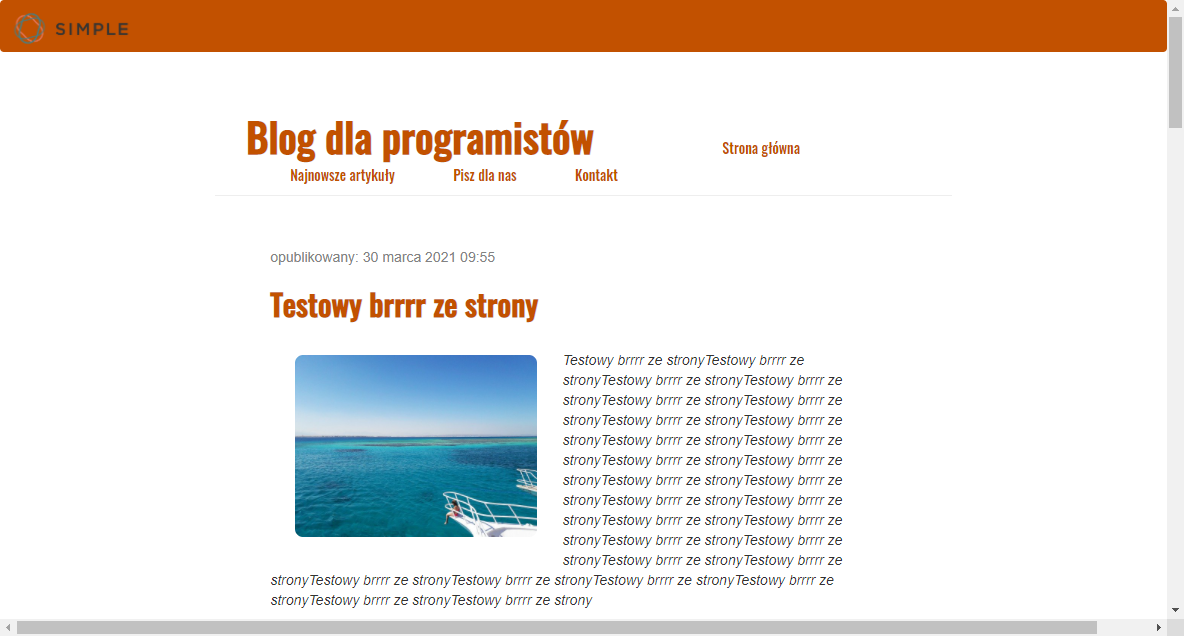 SIMPLE
Blog dla programistów
Strona główna
Najnowsze artykuły Pisz dla nas Kontakt
opublikowany: 30 marca 2021 09:55
Testowy brrrr ze strony
Testowy brrrr ze stronyTestowy brrrr ze
stronyTestowy brrrr ze stronyTestowy brrrr ze
stronyTestowy brrrr ze stronyTestowy brrrr ze
stronyTestowy brrrr ze stronyTestowy brrrr ze
stronyTestowy brrrr ze stronyTestowy brrrr ze
stronyTestowy brrrr ze stronyTestowy brrrr ze
stronyTestowy brrrr ze stronyTestowy brrrr ze
stronyTestowy brrrr ze stronyTestowy brrrr ze
stronyTestowy brrrr ze stronyTestowy brrrr ze
stronyTestowy brrrr ze stronyTestowy brrrr ze
stronyTestowy brrrr ze stronyTestowy brrrr ze
stronyTestowy brrrr ze stronyTestowy brrrr ze stronyTestowy brrrr ze stronyTestowy brrrr ze
stronyTestowy brrrr ze stronyTestowy brrrr ze strony